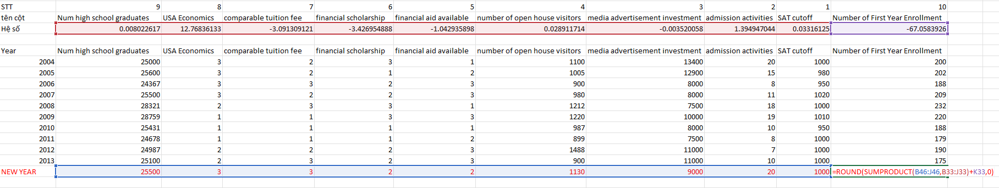 STT 9 8 7 6 5 4 3 2 1 10
tên cột Num high school graduates USA Economics comparable tuition fee financial scholarship financial aid available number of open house visitors media advertisement investment admission activities SAT cutoff Number of First Year Enrollment
Hệ số 0.008022617 12.76836133 -3.091309121 -3.426954888 -1.042935898 0.028911714 -0.003520058 1.394947044 0.03316125 -67.0583926
Year Num high school graduates USA Economics comparable tuition fee financial scholarship financial aid available number of open house visitors media advertisement investment admission activities SAT cutoff Number of First Year Enrollment
2004 25000 3 2 3 1 1100 13400 20 1000 200
2005 25600 3 2 1 2 1005 12900 15 980 202
2006 24367 3 3 2 3 900 8000 8 950 188
2007 25500 3 2 2 3 980 8000 11 1020 209
2008 28321 2 3 3 1 1212 7500 18 1000 232
2009 28759 1 1 3 3 1220 10000 19 1010 220
2010 25431 1 1 1 1 987 8000 10 950 188
2011 24678 1 1 1 2 899 7500 8 1000 179
2012 24987 2 2 2 3 1488 11000 7 1000 190
2013 25100 2 3 2 3 900 11000 10 1000 175
NEW YEAR 25500 3 3 2 2 1130 9000 20 1000 =ROUND(SUMPRODUCT(B46:J46,B33:J33)+K33,0)